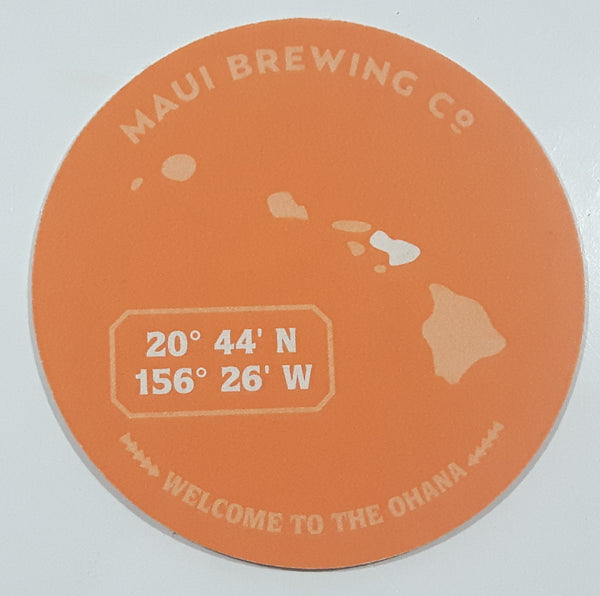 MAUI BREWING Cº
20° 44' N
156° 26' W
WELCOME TO THE OHANA